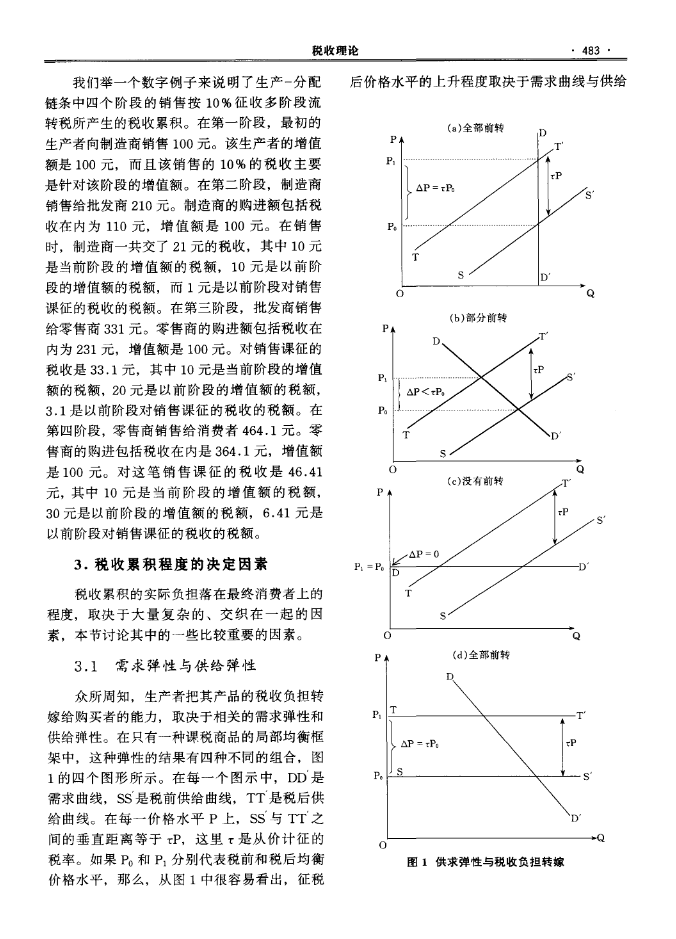 税收理论
· 483 ·
我们举一个数字例子来说明了生产-分配
链条中四个阶段的销售按 10% 征收多阶段流
转税所产生的税收累积。在第一阶段，最初的
生产者向制造商销售 100 元。该生产者的增值
额是 100 元，而且该销售的 10% 的税收主要
是针对该阶段的增值额。在第二阶段，制造商
销售给批发商 210 元。制造商的购进额包括税
收在内为 110 元，增值额是 100 元。在销售
时，制造商一共交了 21 元的税收，其中 10 元
是当前阶段的增值额的税额，10 元是以前阶
段的增值额的税额，而 1 元是以前阶段对销售
课征的税收的税额。在第三阶段，批发商销售
给零售商 331 元。零售商的购进额包括税收在
内为 231 元，增值额是 100 元。对销售课征的
税收是 33.1 元，其中 10 元是当前阶段的增值
额的税额，20 元是以前阶段的增值额的税额，
3.1 是以前阶段对销售课征的税收的税额。在
第四阶段，零售商销售给消费者 464.1 元。零
售商的购进包括税收在内是 364.1 元，增值额
是 100 元。对这笔销售课征的税收是 46.41
元，其中 10 元是当前阶段的增值额的税额，
30 元是以前阶段的增值额的税额，6.41 元是
以前阶段对销售课征的税收的税额。
3. 税收累积程度的决定因素
税收累积的实际负担落在最终消费者上的
程度，取决于大量复杂的、交织在一起的因
素，本节讨论其中的一些比较重要的因素。
3.1 需求弹性与供给弹性
众所周知，生产者把其产品的税收负担转
嫁给购买者的能力，取决于相关的需求弹性和
供给弹性。在只有一种课税商品的局部均衡框
架中，这种弹性的结果有四种不同的组合，图
1 的四个图形所示。在每一个图示中，DD′是
需求曲线，SS′是税前供给曲线，TT′是税后供
给曲线。在每一价格水平 P 上，SS′与 TT′之
间的垂直距离等于 τP，这里 τ 是从价计征的
税率。如果 P₀ 和 P₁ 分别代表税前和税后均衡
价格水平，那么，从图 1 中很容易看出，征税
后价格水平的上升程度取决于需求曲线与供给
(a)全部前转
P
D
T′
P₁
τP
ΔP = τP₀
S′
P₀
T
S
D′
O
Q
(b)部分前转
P
D
T′
P₁
τP
S′
ΔP < τP₀
P₀
T
D′
S
O
Q
(c)没有前转
P
T′
τP
S′
ΔP = 0
P₁ = P₀
D
D′
T
S
O
Q
(d)全部前转
P
D
P₁
T
T′
ΔP = τP₀
τP
P₀
S
S′
D′
O
Q
图 1 供求弹性与税收负担转嫁